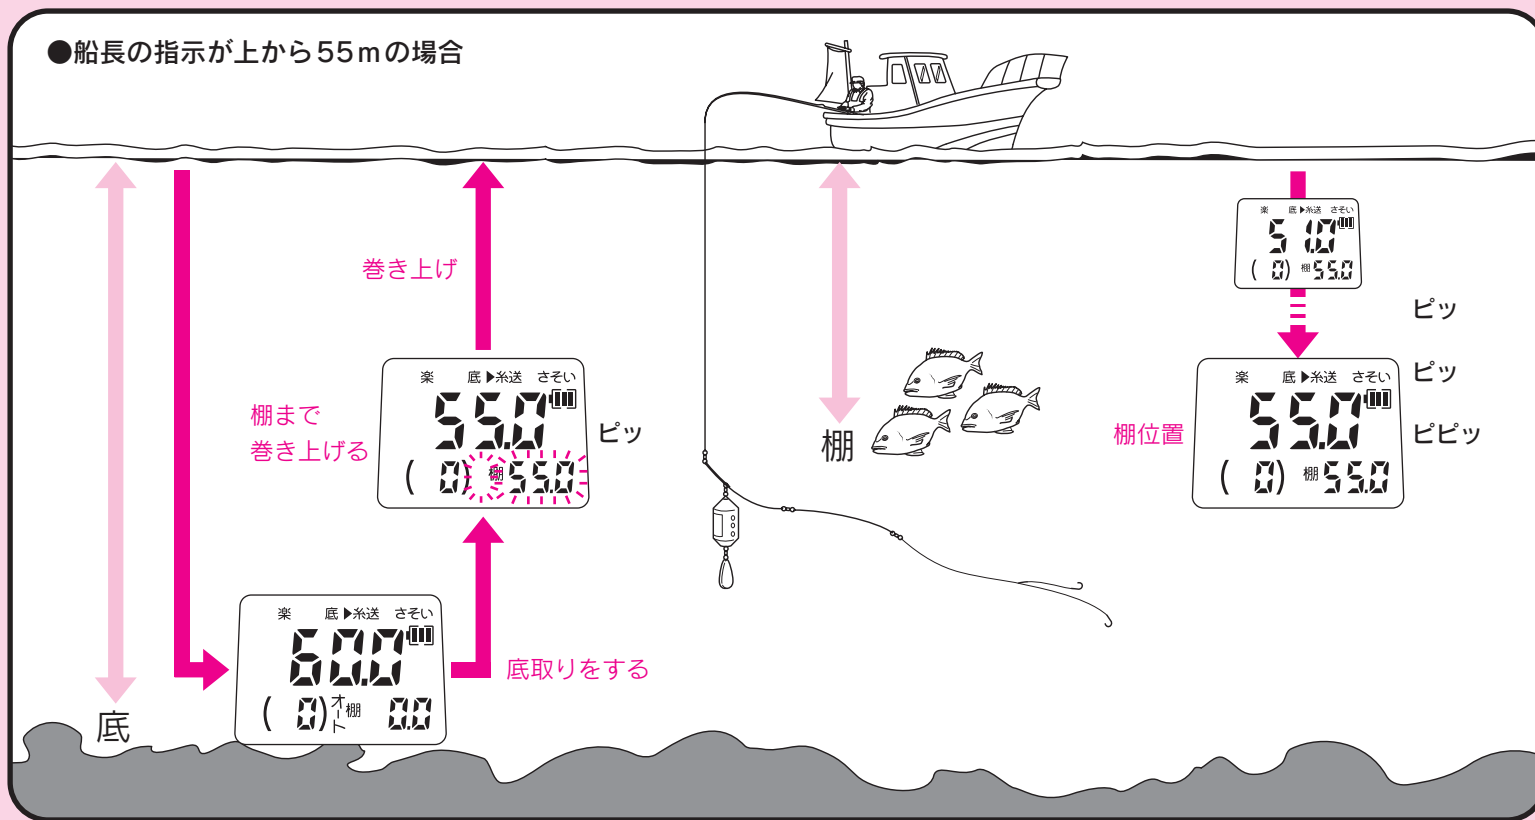 ●船長の指示が上から55mの場合
巻き上げ
棚まで
巻き上げる
楽 底▶糸送 さそい
55.0
( 0) 棚 55.0
ピッ
楽 底▶糸送 さそい
60.0
( 0) オート 棚 0.0
底取りをする
底
棚
楽 底▶糸送 さそい
51.0
( 0) 棚 55.0
ピッ
ピッ
ピピッ
棚位置
楽 底▶糸送 さそい
55.0
( 0) 棚 55.0